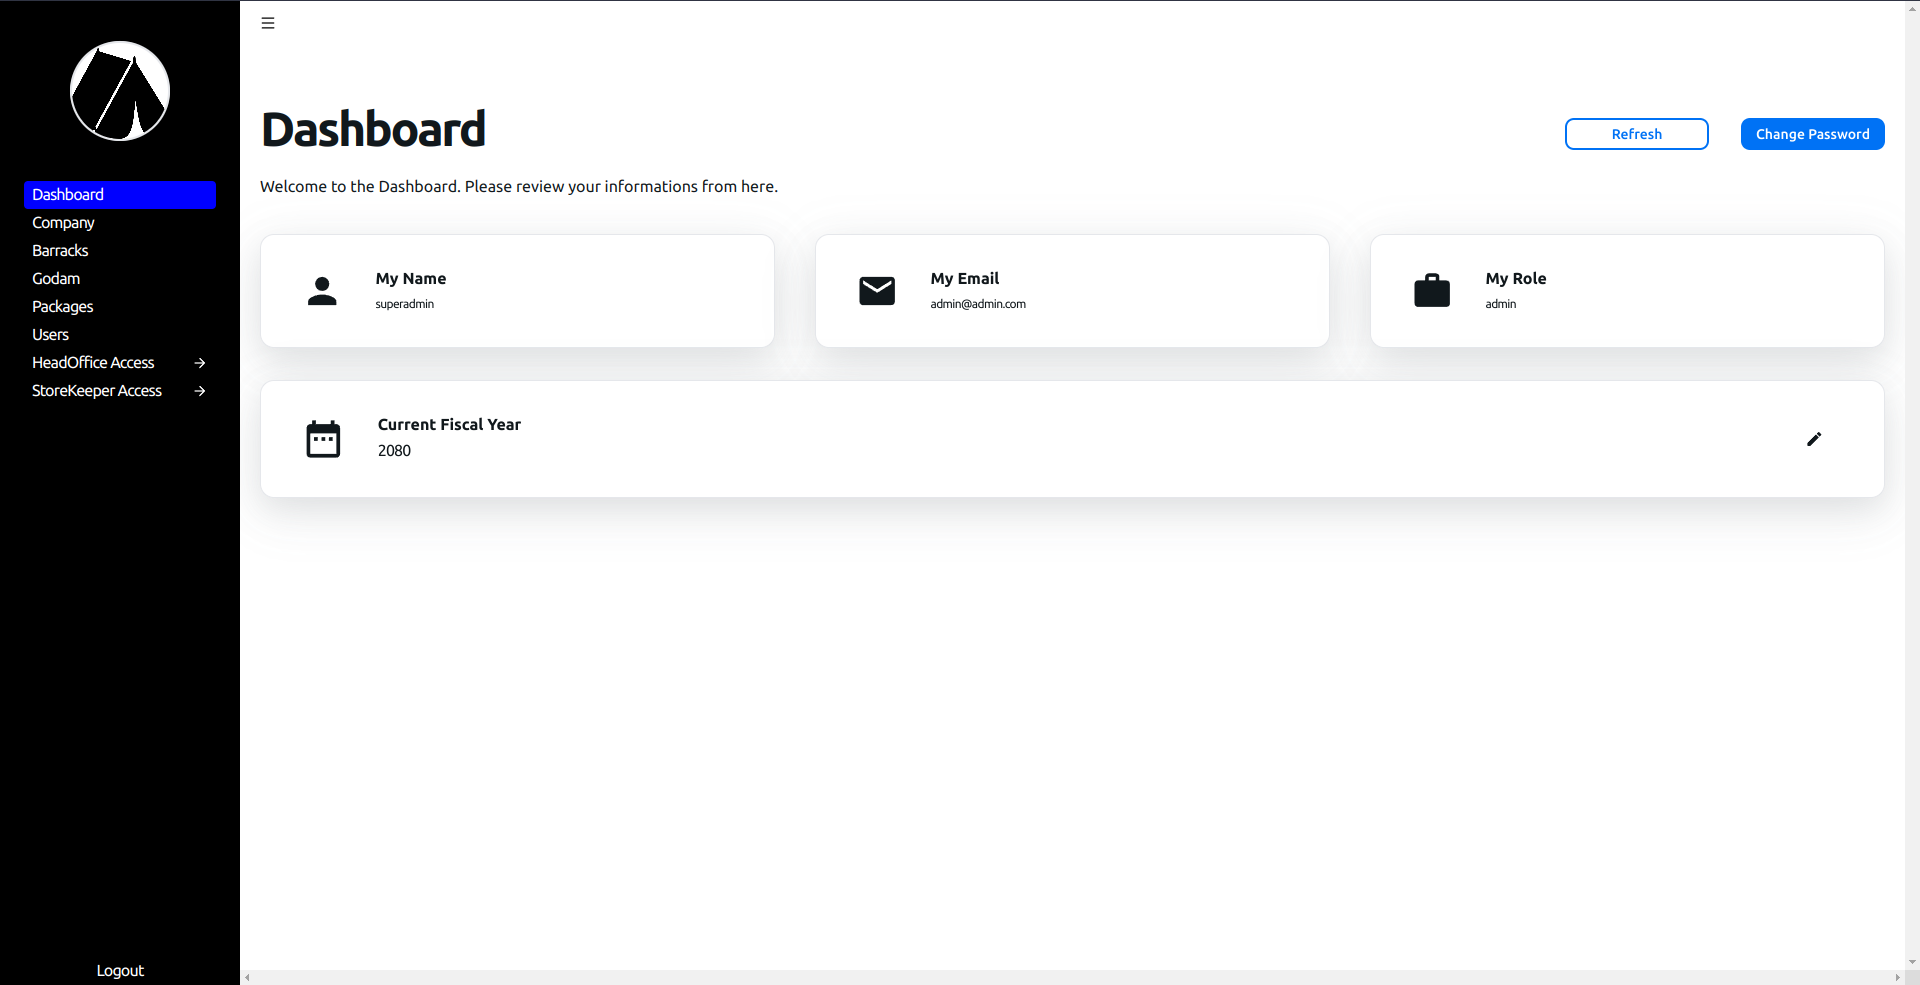 Dashboard
Company
Barracks
Godam
Packages
Users
HeadOffice Access
StoreKeeper Access
Logout
Dashboard
Refresh
Change Password
Welcome to the Dashboard. Please review your informations from here.
My Name
superadmin
My Email
admin@admin.com
My Role
admin
Current Fiscal Year
2080